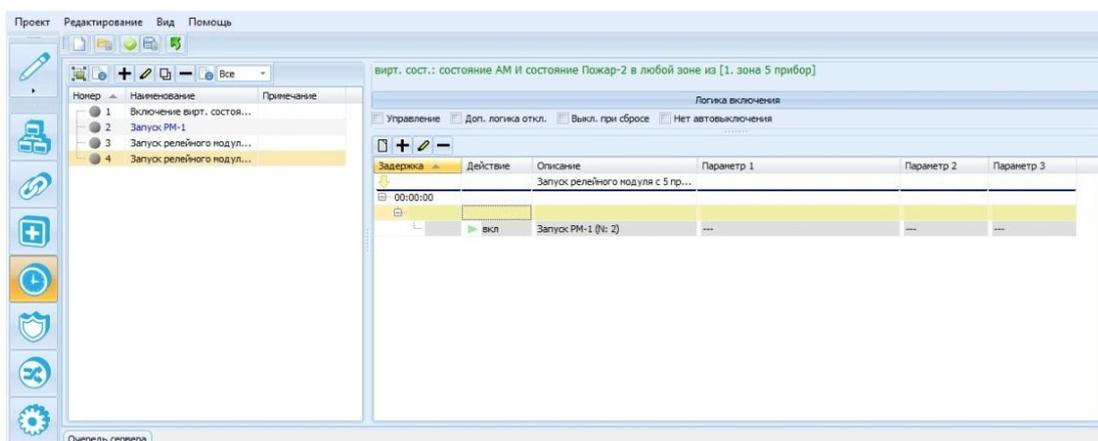 Проект Редактирование Вид Помощь
Все
Номер Наименование Примечание
1 Включение вирт. состоя...
2 Запуск РМ-1
3 Запуск релейного модул...
4 Запуск релейного модул...
вирт. сост.: состояние АМ И состояние Пожар-2 в любой зоне из [1. зона 5 прибор]
Логика включения
Управление Доп. логика откл. Выкл. при сбросе Нет автовыключения
Задержка Действие Описание Параметр 1 Параметр 2 Параметр 3
Запуск релейного модуля с 5 пр...
00:00:00
вкл Запуск РМ-1 (N: 2) --- --- ---
Очередь сервера